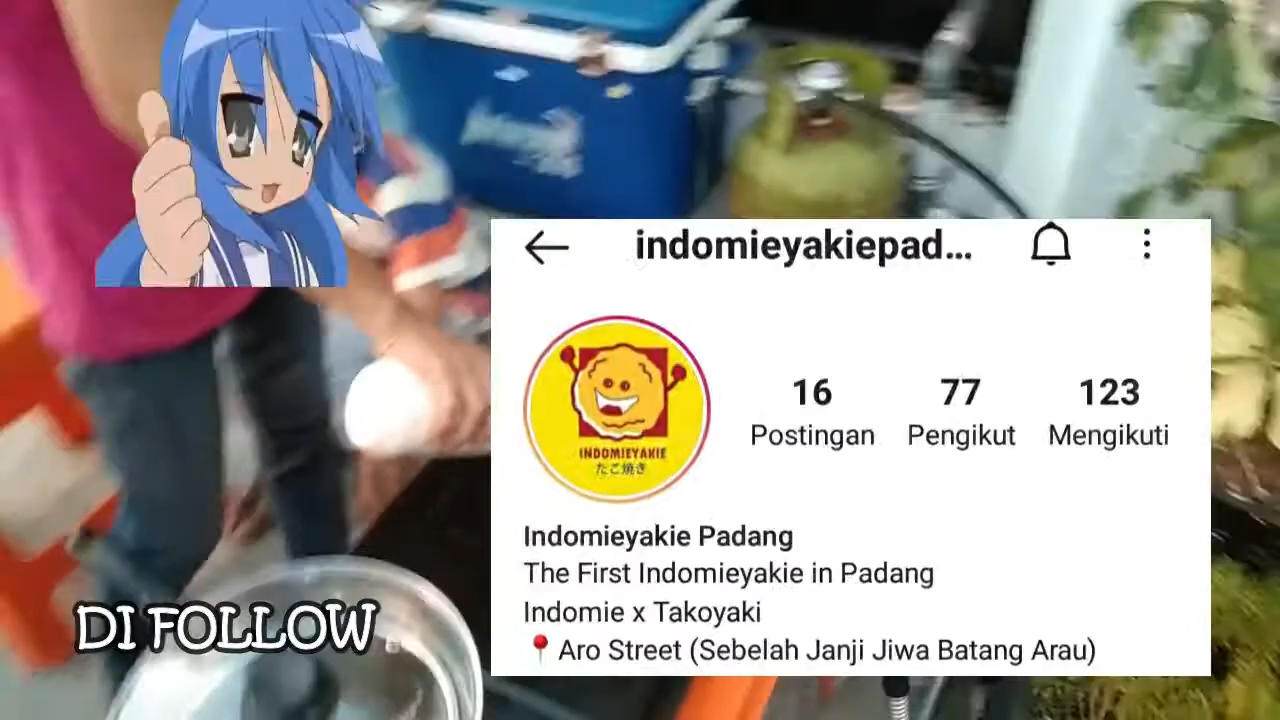 indomieyakiepad...
16
77
123
Postingan
Pengikut
Mengikuti
INDOMIEYAKIE
たこ焼き
Indomieyakie Padang
The First Indomieyakie in Padang
Indomie x Takoyaki
📍Aro Street (Sebelah Janji Jiwa Batang Arau)
DI FOLLOW